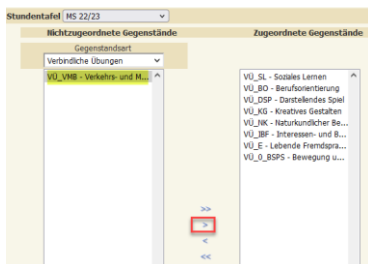 Stundentafel MS 22/23
Nichtzugeordnete Gegenstände
Zugeordnete Gegenstände
Gegenstandsart
Verbindliche Übungen
VÜ_VMB - Verkehrs- und M...
VÜ_SL - Soziales Lernen
VÜ_BO - Berufsorientierung
VÜ_DSP - Darstellendes Spiel
VÜ_KG - Kreatives Gestalten
VÜ_NK - Naturkundlicher Be...
VÜ_IBF - Interessen- und B...
VÜ_E - Lebende Fremdspra...
VÜ_0_BSPS - Bewegung u...
>>
>
<
<<